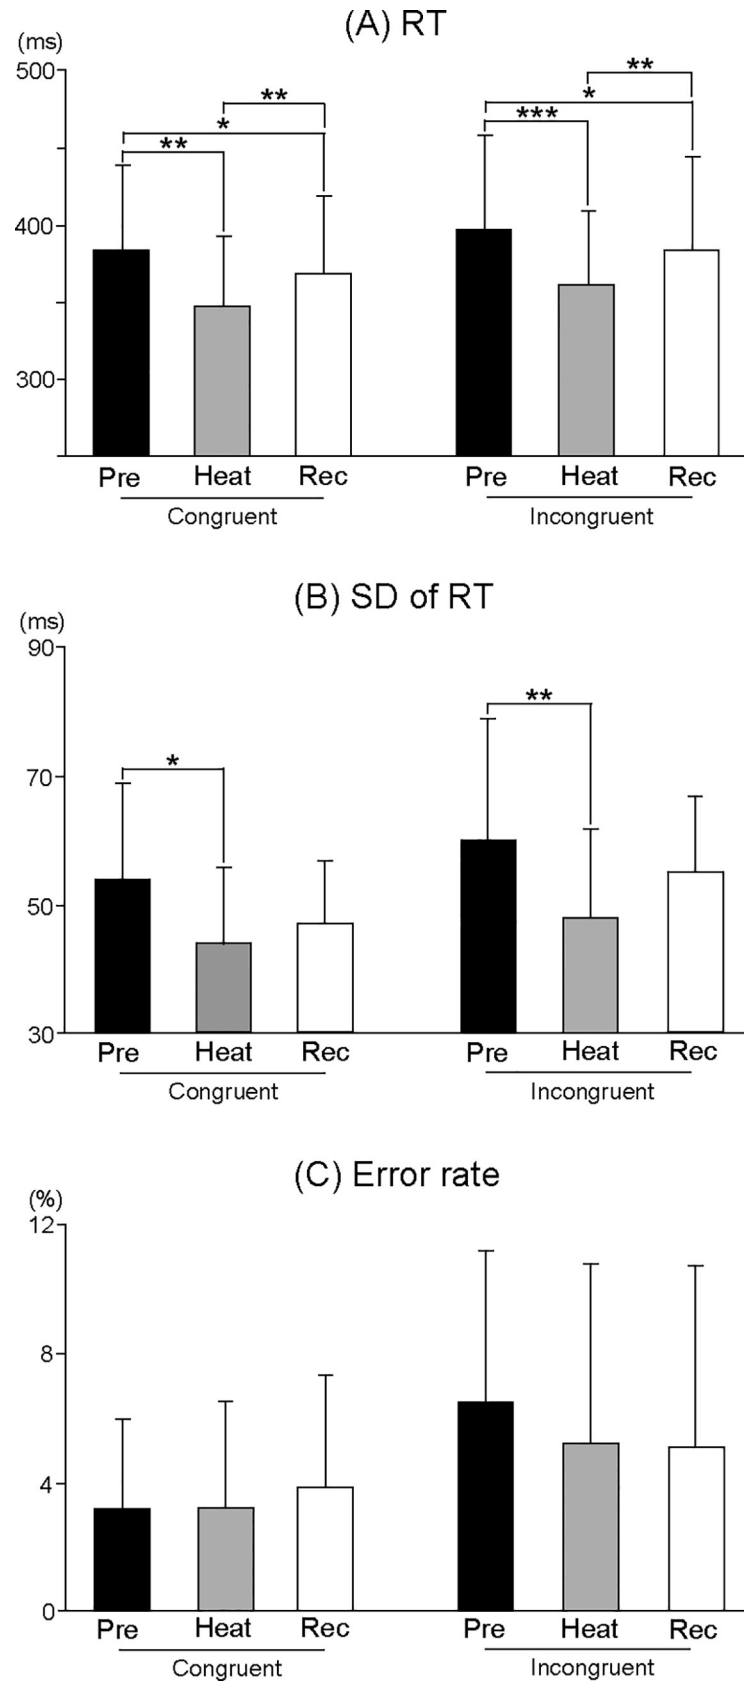 (A) RT
(ms)
500
**
**
*
*
**
***
400
300
Pre Heat Rec Pre Heat Rec
Congruent Incongruent
(B) SD of RT
(ms)
90
**
*
70
50
30
Pre Heat Rec Pre Heat Rec
Congruent Incongruent
(C) Error rate
(%)
12
8
4
0
Pre Heat Rec Pre Heat Rec
Congruent Incongruent